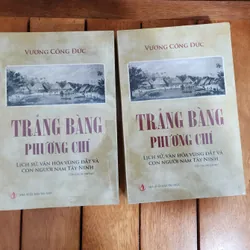 VƯƠNG CÔNG ĐỨC
TRẢNG BÀNG
PHƯƠNG CHÍ
LỊCH SỬ, VĂN HÓA VÙNG ĐẤT VÀ
CON NGƯỜI NAM TÂY NINH
VƯƠNG CÔNG ĐỨC
TRẢNG BÀNG
PHƯƠNG CHÍ
LỊCH SỬ, VĂN HÓA VÙNG ĐẤT VÀ
CON NGƯỜI NAM TÂY NINH